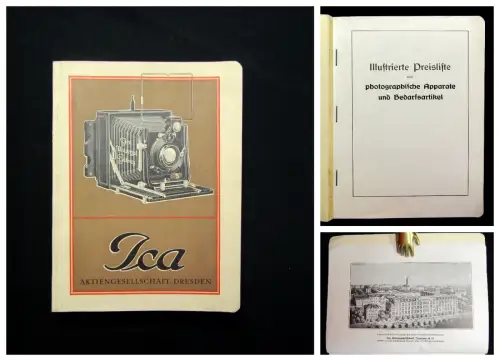 Ica
AKTIENGESELLSCHAFT, DRESDEN
Illustrierte Preisliste
photographische Apparate
und Bedarfsartikel